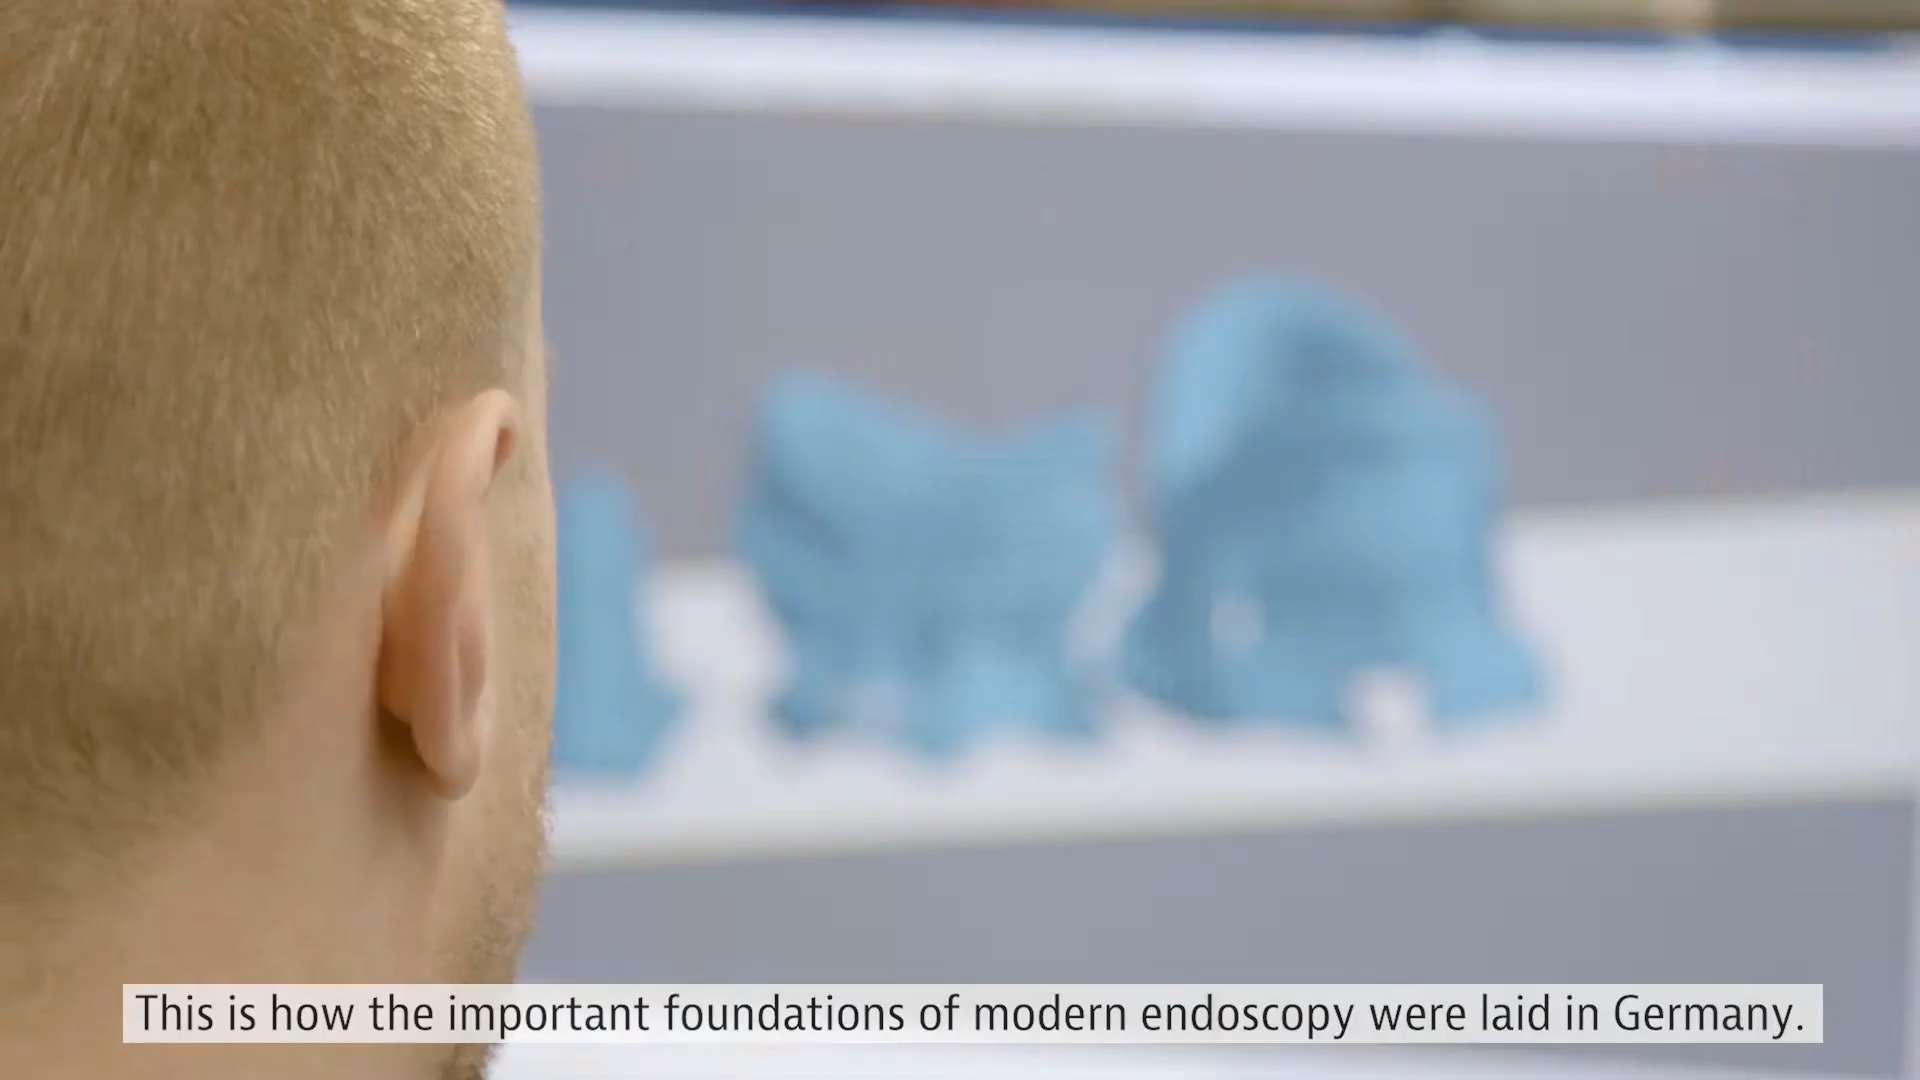 This is how the important foundations of modern endoscopy were laid in Germany.